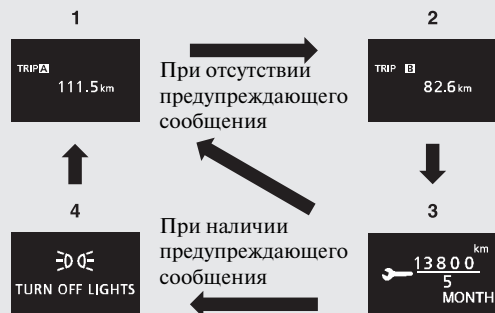 1
TRIP A
111.5 km
При отсутствии
предупреждающего
сообщения
2
TRIP B
82.6 km
4
TURN OFF LIGHTS
При наличии
предупреждающего
сообщения
3
km
13800
5
MONTH